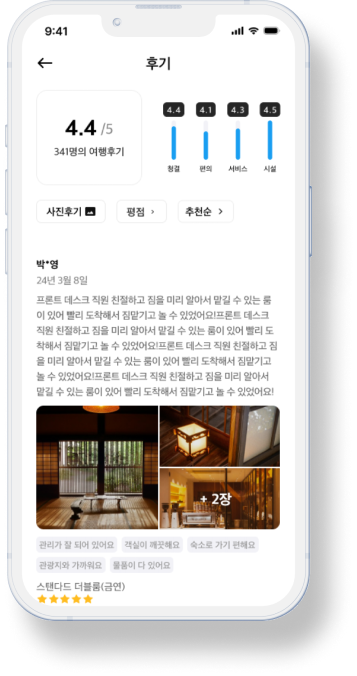 9:41
후기
4.4 /5
341명의 여행후기
4.4 4.1 4.3 4.5
청결 편의 서비스 시설
사진후기 평점 > 추천순 >
박*영
24년 3월 8일
프론트 데스크 직원 친절하고 짐을 미리 알아서 맡길 수 있는 룸
이 있어 빨리 도착해서 짐맡기고 놀 수 있었어요!프론트 데스크
직원 친절하고 짐을 미리 알아서 맡길 수 있는 룸이 있어 빨리 도
착해서 짐맡기고 놀 수 있었어요!프론트 데스크 직원 친절하고 짐
을 미리 알아서 맡길 수 있는 룸이 있어 빨리 도착해서 짐맡기고
놀 수 있었어요!프론트 데스크 직원 친절하고 짐을 미리 알아서
맡길 수 있는 룸이 있어 빨리 도착해서 짐맡기고 놀 수 있었어요!
+ 2장
관리가 잘 되어 있어요 객실이 깨끗해요 숙소로 가기 편해요
관광지와 가까워요 물품이 다 있어요
스탠다드 더블룸(금연)